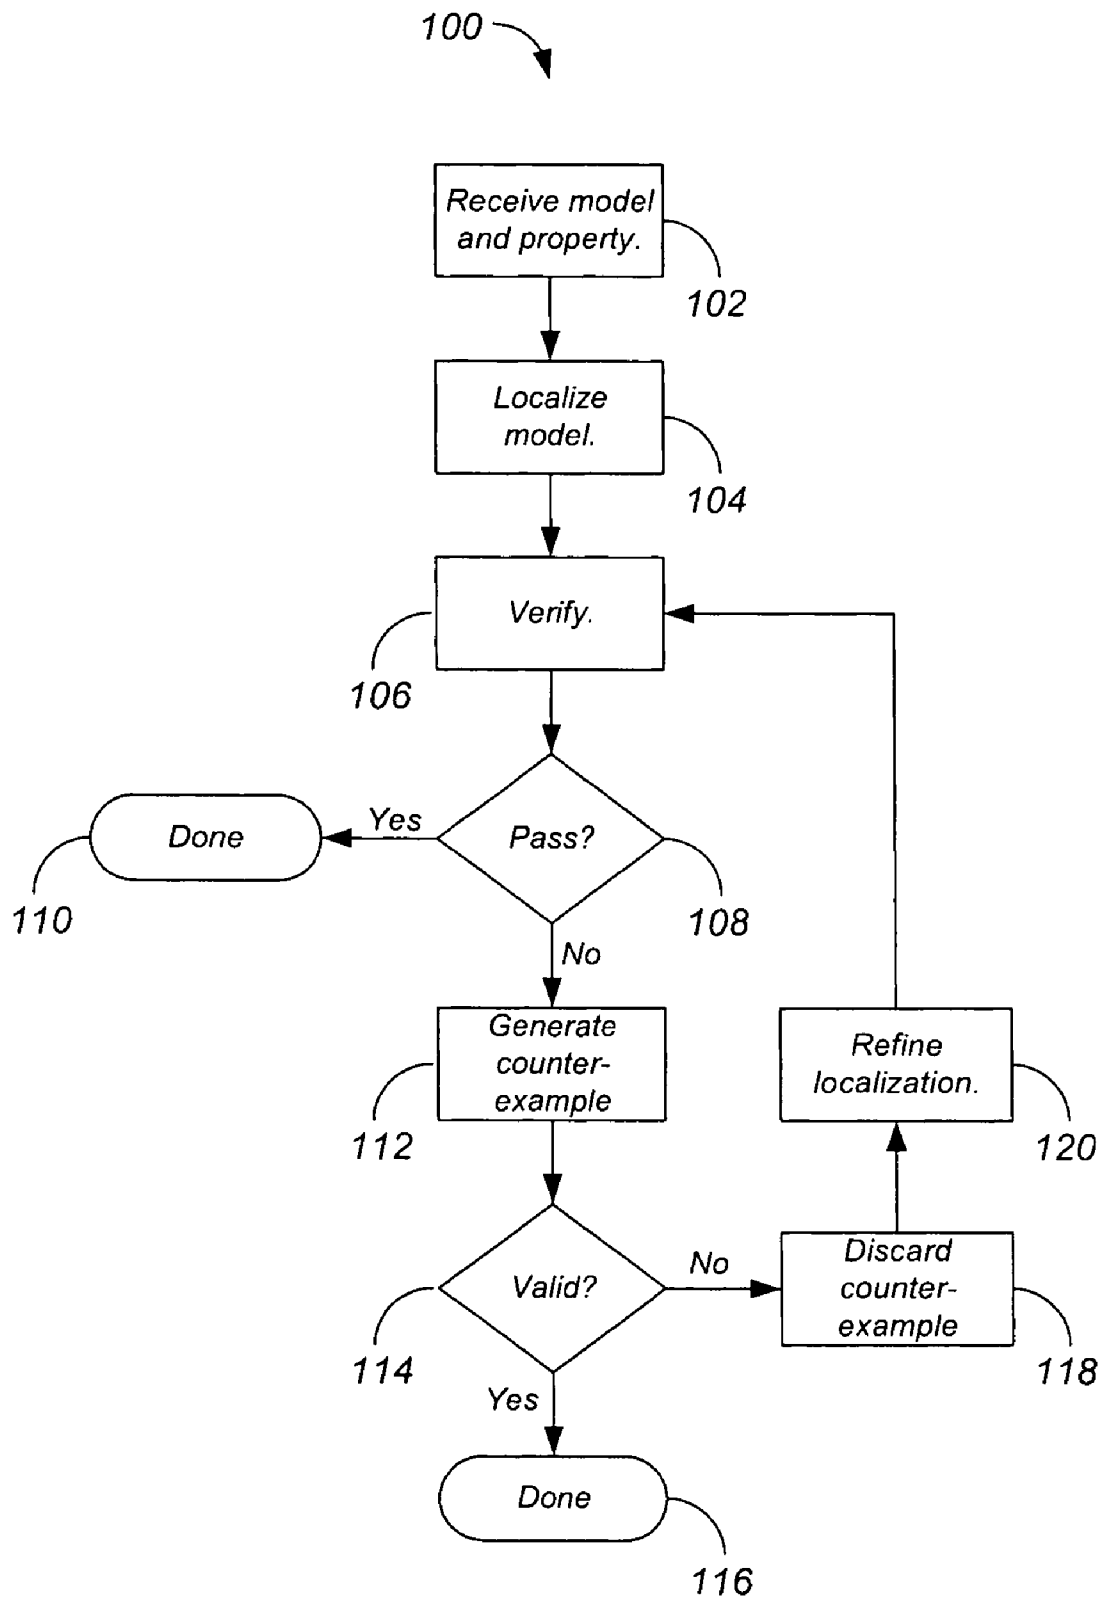 100
Receive model
and property.
102
Localize
model.
104
Verify.
106
Pass?
108
Yes
Done
110
No
Generate
counter-
example
112
Valid?
114
No
Discard
counter-
example
118
Refine
localization.
120
Yes
Done
116